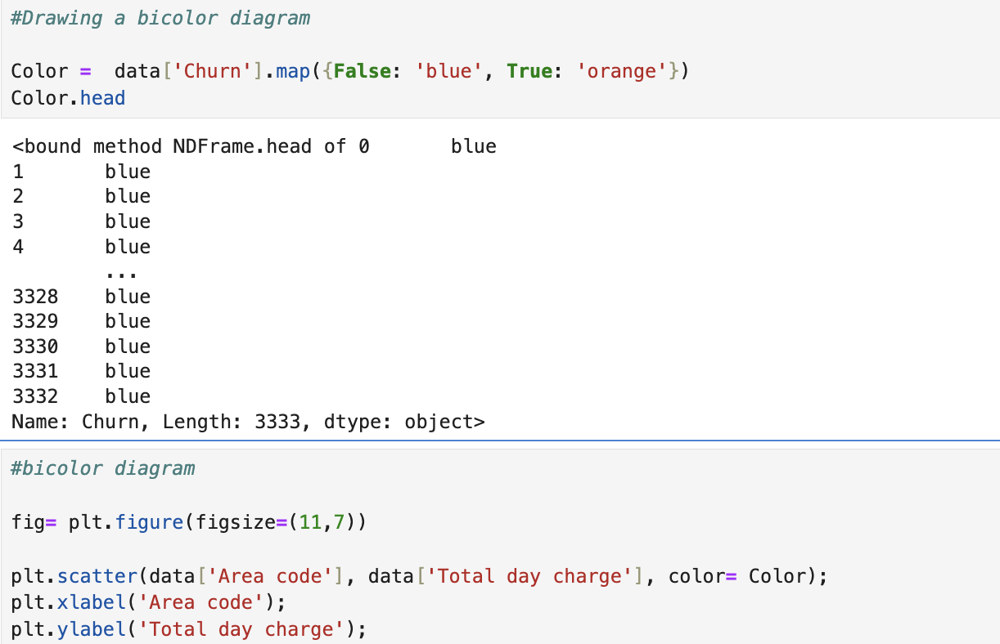 #Drawing a bicolor diagram
Color =  data['Churn'].map({False: 'blue', True: 'orange'})
Color.head
<bound method NDFrame.head of 0       blue
1       blue
2       blue
3       blue
4       blue
        ...
3328    blue
3329    blue
3330    blue
3331    blue
3332    blue
Name: Churn, Length: 3333, dtype: object>
#bicolor diagram
fig= plt.figure(figsize=(11,7))
plt.scatter(data['Area code'], data['Total day charge'], color= Color);
plt.xlabel('Area code');
plt.ylabel('Total day charge');